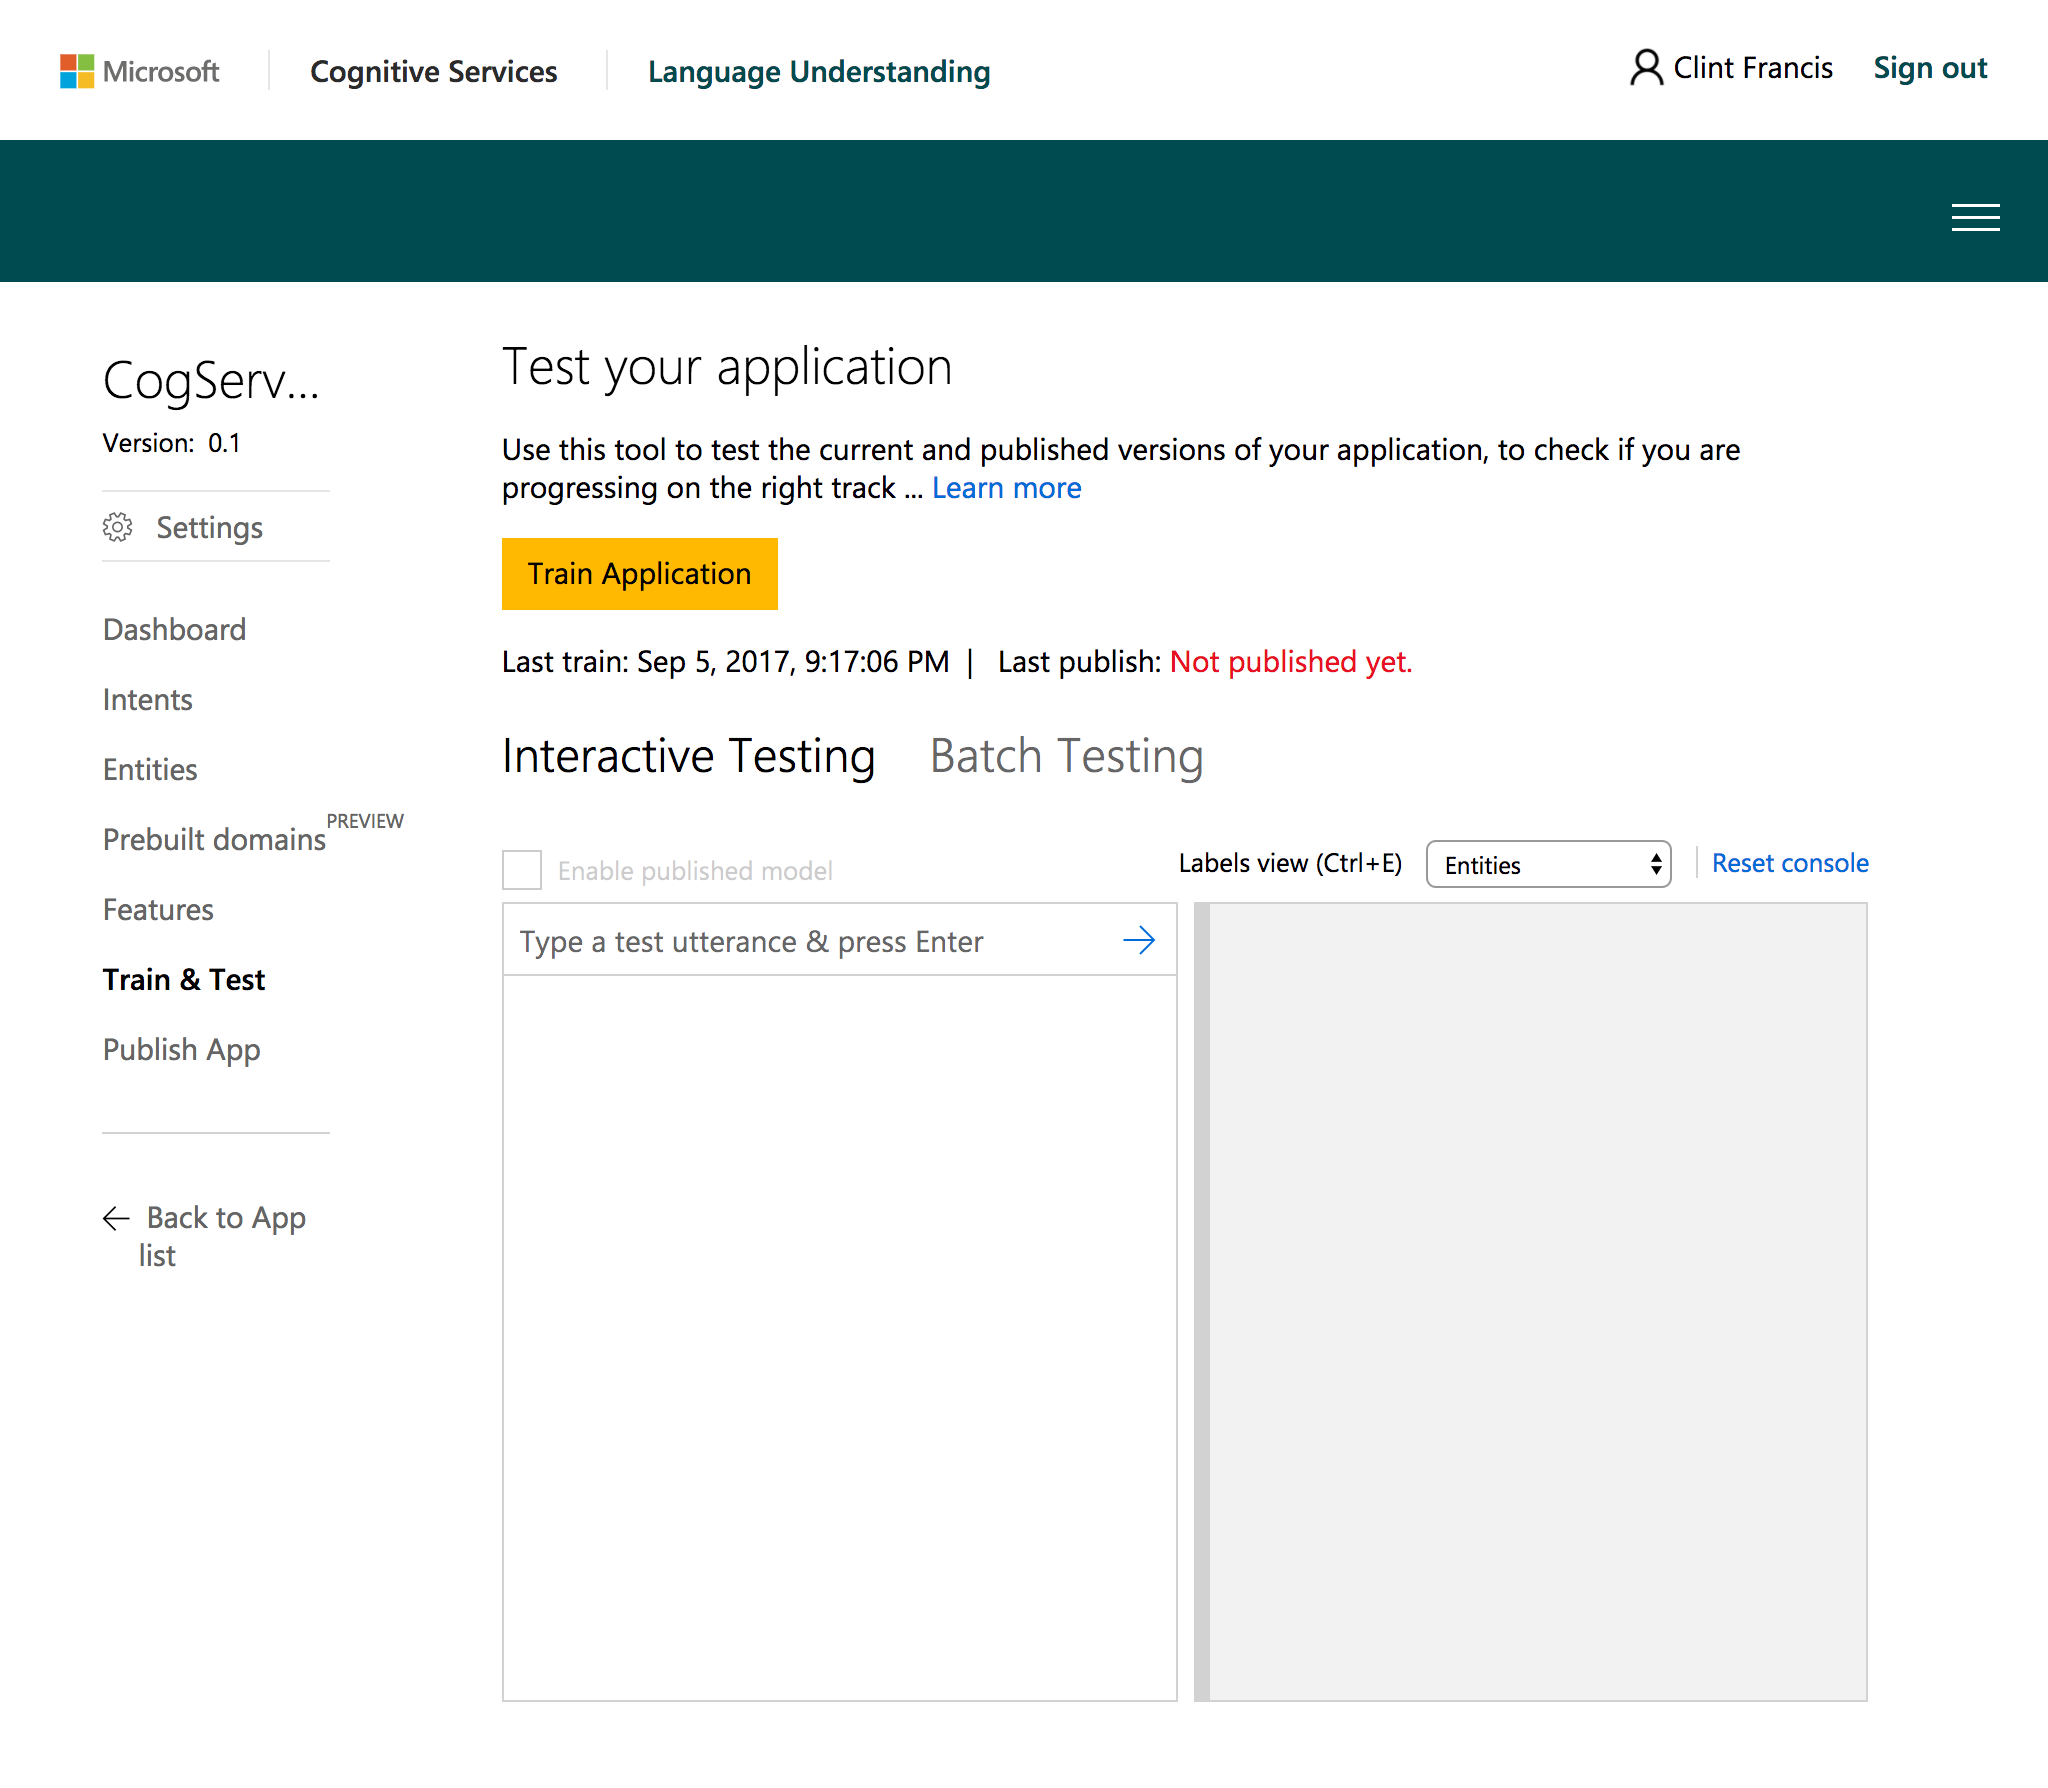 Microsoft
Cognitive Services
Language Understanding
Clint Francis
Sign out
CogServ...
Version: 0.1
Settings
Dashboard
Intents
Entities
Prebuilt domains PREVIEW
Features
Train & Test
Publish App
Back to App
list
Test your application
Use this tool to test the current and published versions of your application, to check if you are
progressing on the right track ... Learn more
Train Application
Last train: Sep 5, 2017, 9:17:06 PM | Last publish: Not published yet.
Interactive Testing
Batch Testing
Enable published model
Labels view (Ctrl+E)
Entities
Reset console
Type a test utterance & press Enter